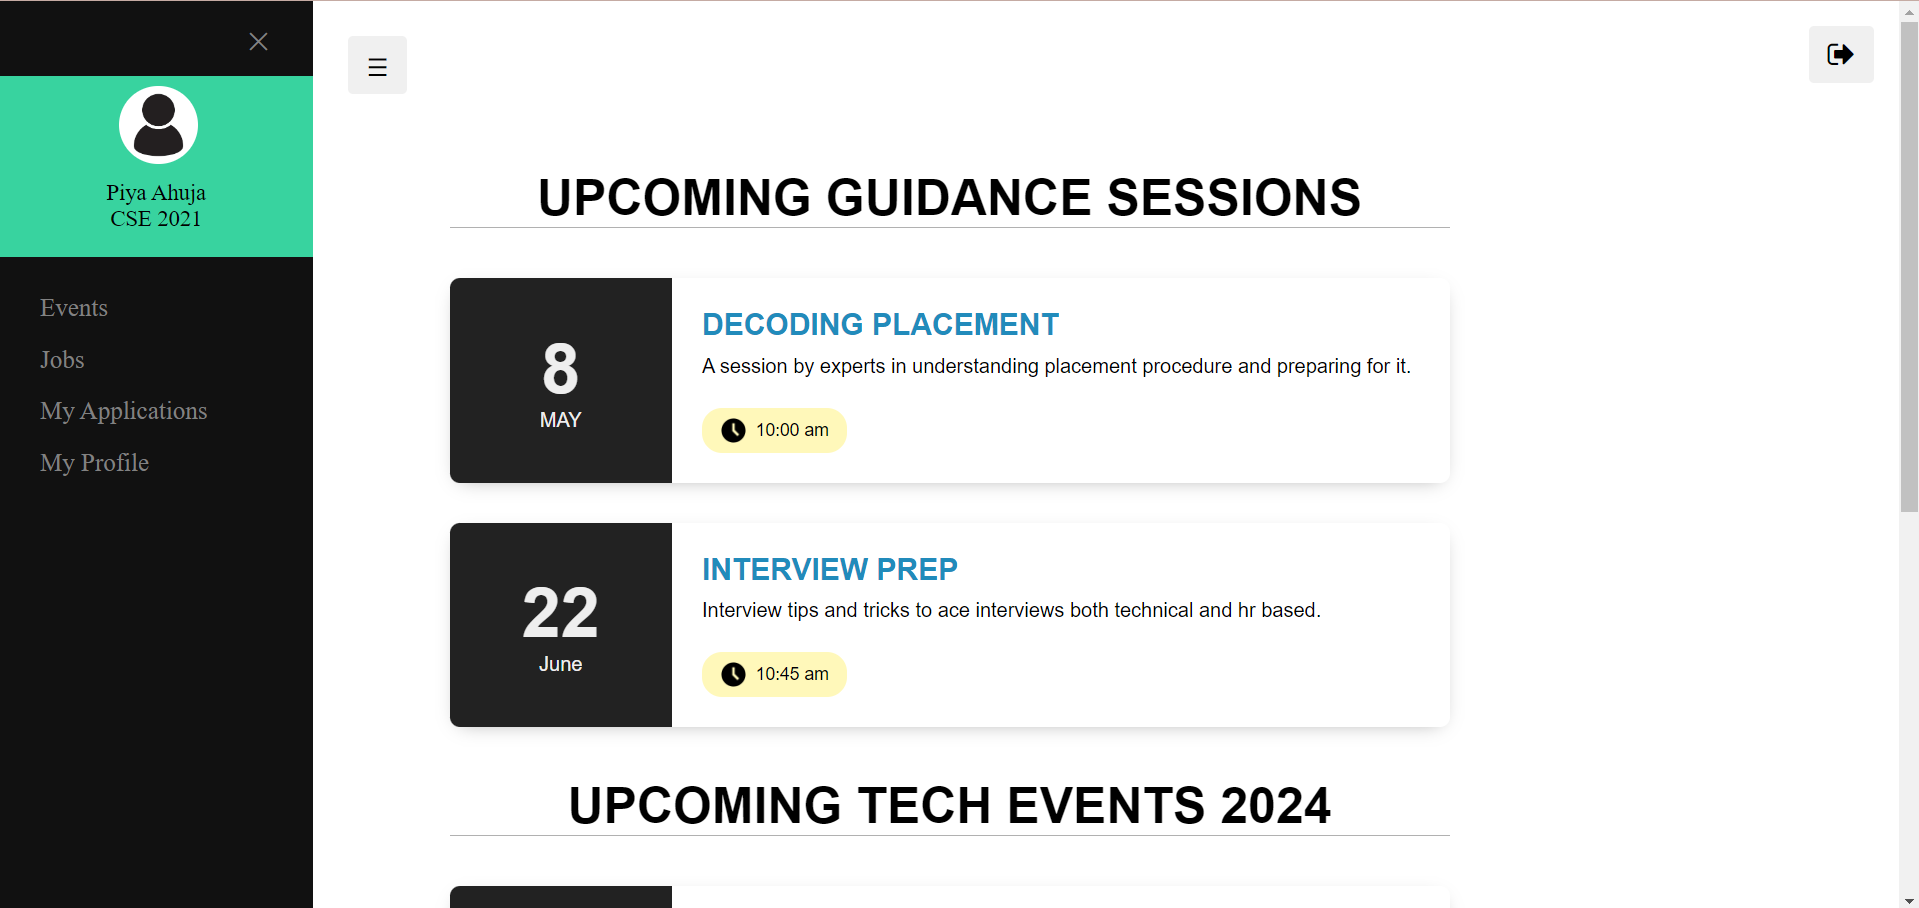 Piya Ahuja
CSE 2021
Events
Jobs
My Applications
My Profile
UPCOMING GUIDANCE SESSIONS
8
MAY
DECODING PLACEMENT
A session by experts in understanding placement procedure and preparing for it.
10:00 am
22
June
INTERVIEW PREP
Interview tips and tricks to ace interviews both technical and hr based.
10:45 am
UPCOMING TECH EVENTS 2024